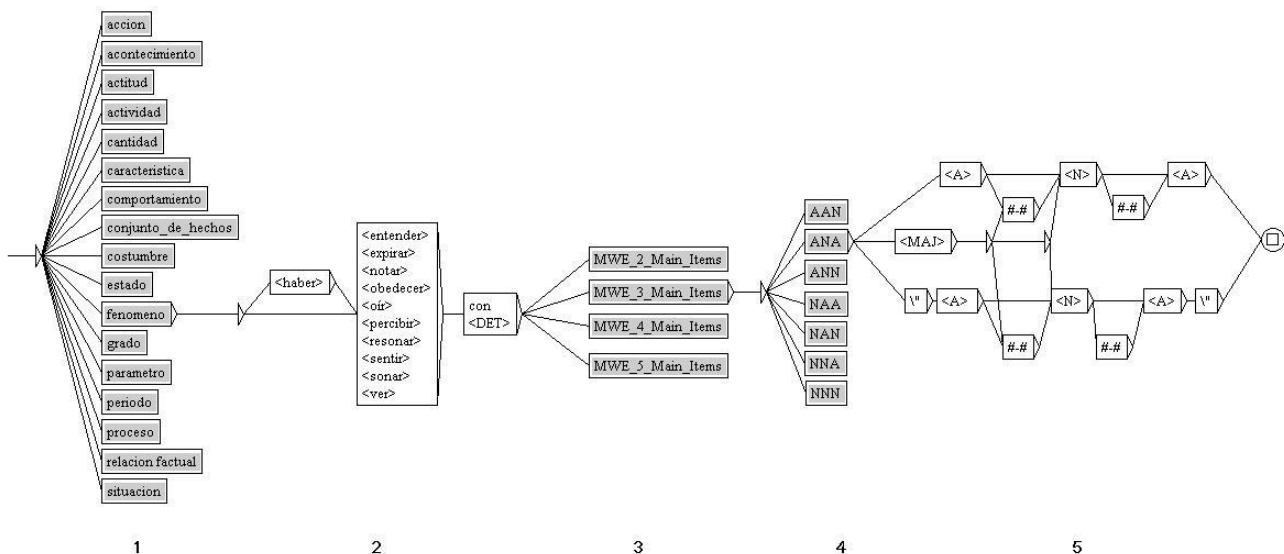 accion
acontecimiento
actitud
actividad
cantidad
caracteristica
comportamiento
conjunto_de_hechos
costumbre
estado
fenomeno
grado
parametro
periodo
proceso
relacion factual
situacion
<haber>
<entender>
<expirar>
<notar>
<obedecer>
<oír>
<percibir>
<resonar>
<sentir>
<sonar>
<ver>
con
<DET>
MWE_2_Main_Items
MWE_3_Main_Items
MWE_4_Main_Items
MWE_5_Main_Items
AAN
ANA
ANN
NAA
NAN
NNA
NNN
<A> <N> <A>
#-# #-#
<MAJ>
\" <A> <N> <A> \"
#-# #-#
1 2 3 4 5